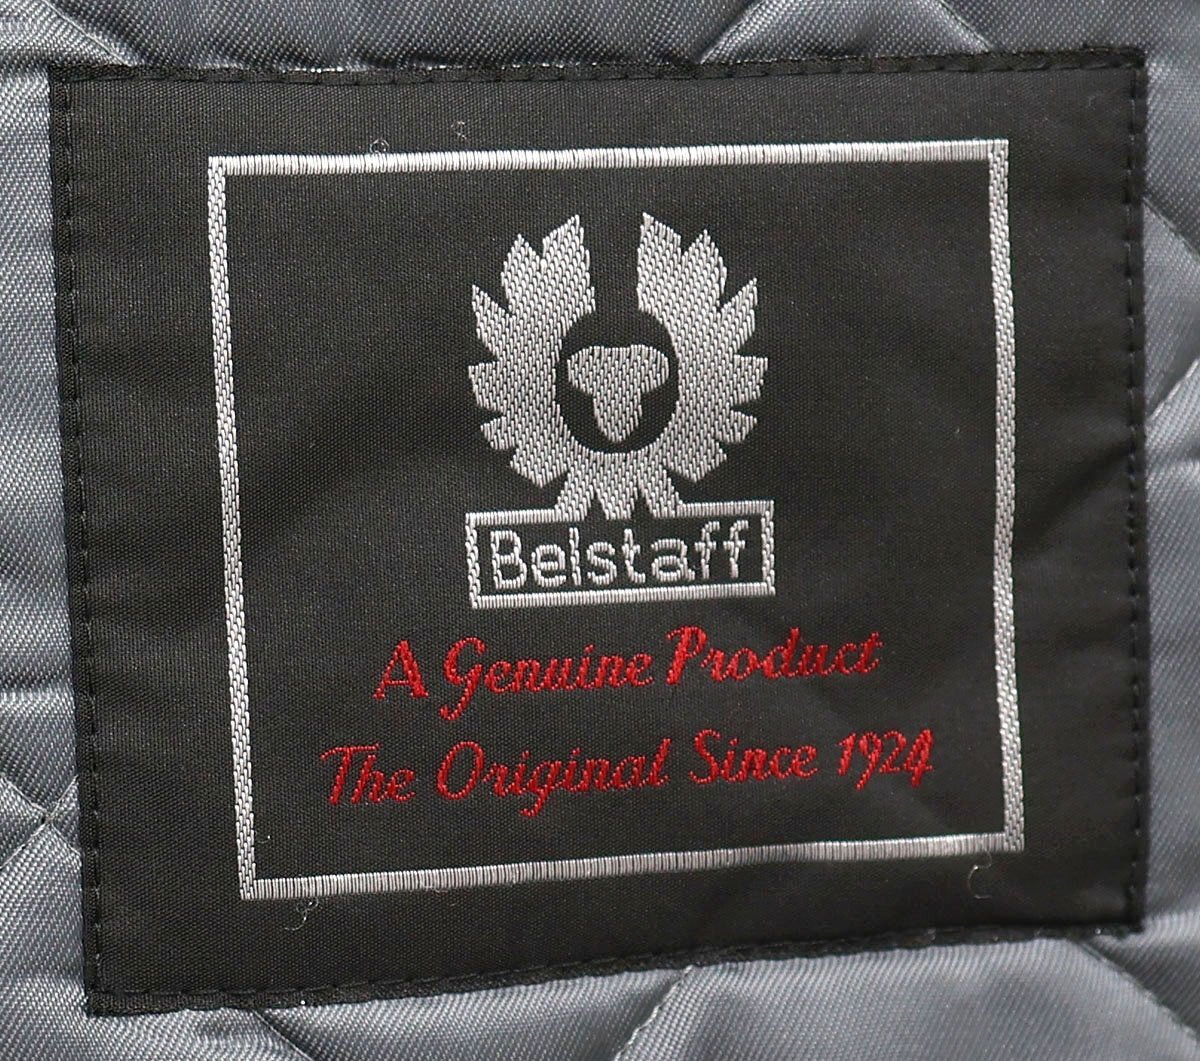 Belstaff
A Genuine Product
The Original Since 1924